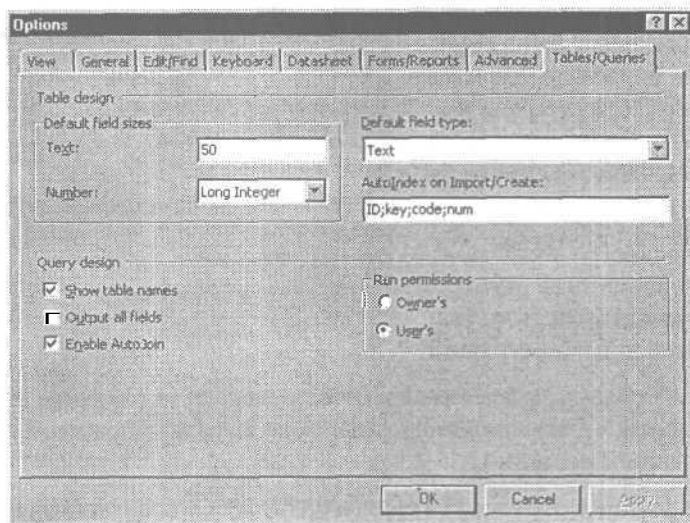 Options
View General Edit/Find Keyboard Datasheet Forms/Reports Advanced Tables/Queries
Table design
Default field sizes
Text: 50
Number: Long Integer
Default field type:
Text
AutoIndex on Import/Create:
ID;key;code;num
Query design
Show table names
Output all fields
Enable AutoJoin
Run permissions
Owner's
User's
OK Cancel Apply